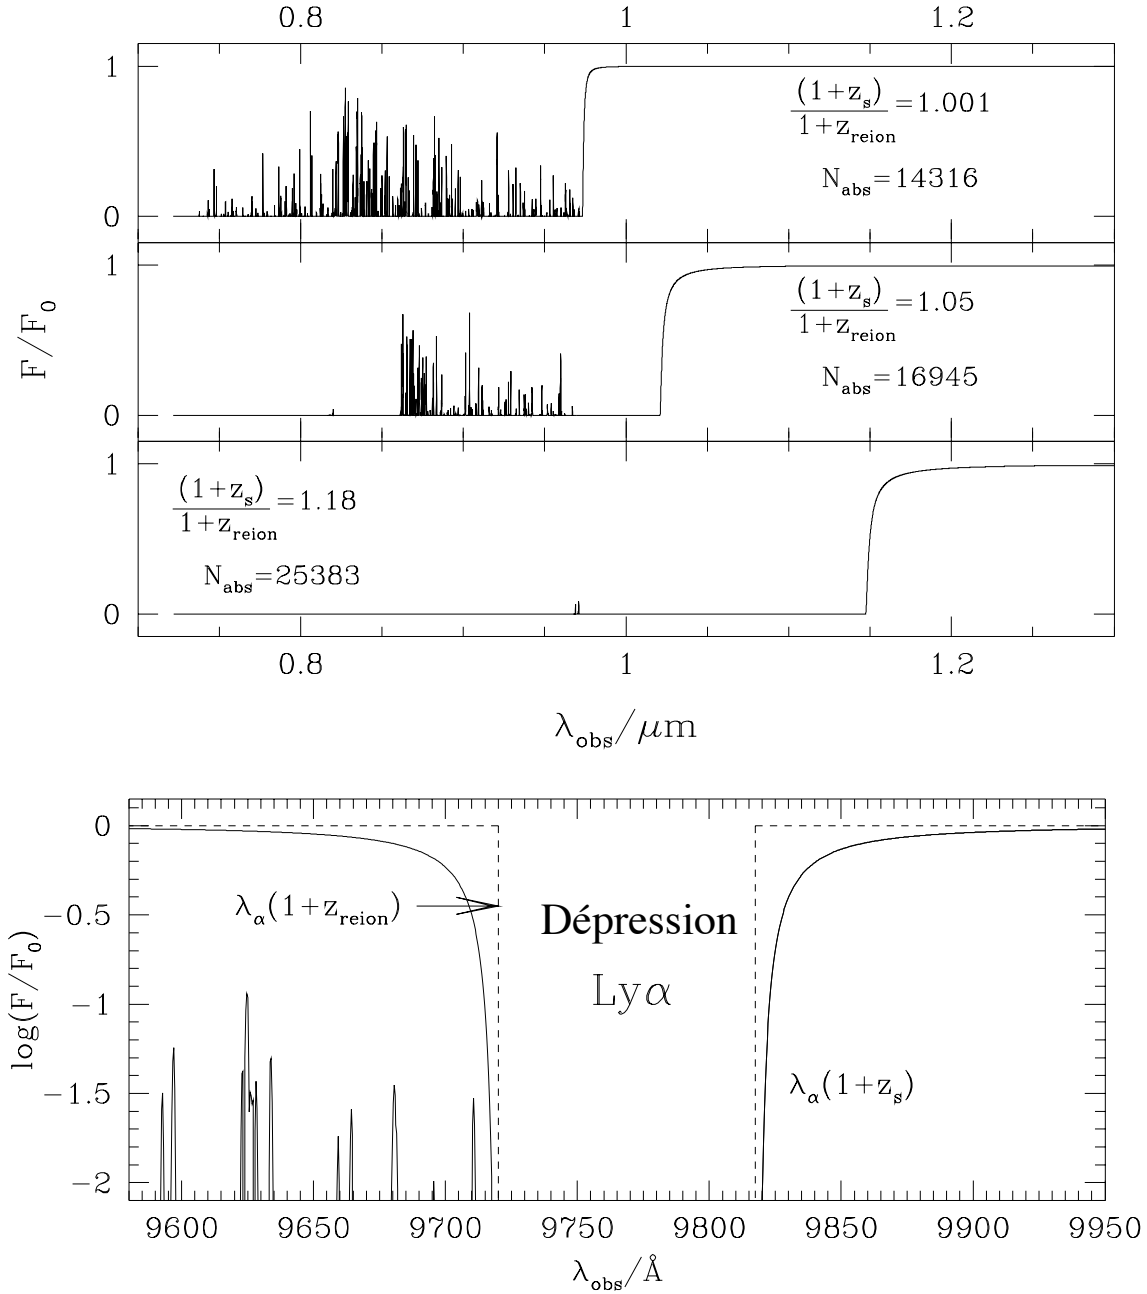 0.8 1 1.2
1
(1+z_s)
1+z_reion
=1.001
N_abs=14316
0
1
(1+z_s)
1+z_reion
=1.05
N_abs=16945
0
F/F_0
1
(1+z_s)
1+z_reion
=1.18
N_abs=25383
0
0.8 1 1.2
λ_obs/μm
0
λ_α(1+z_reion)
−0.5
Dépression
Lyα
−1
λ_α(1+z_s)
−1.5
−2
log(F/F_0)
9600 9650 9700 9750 9800 9850 9900 9950
λ_obs/Å